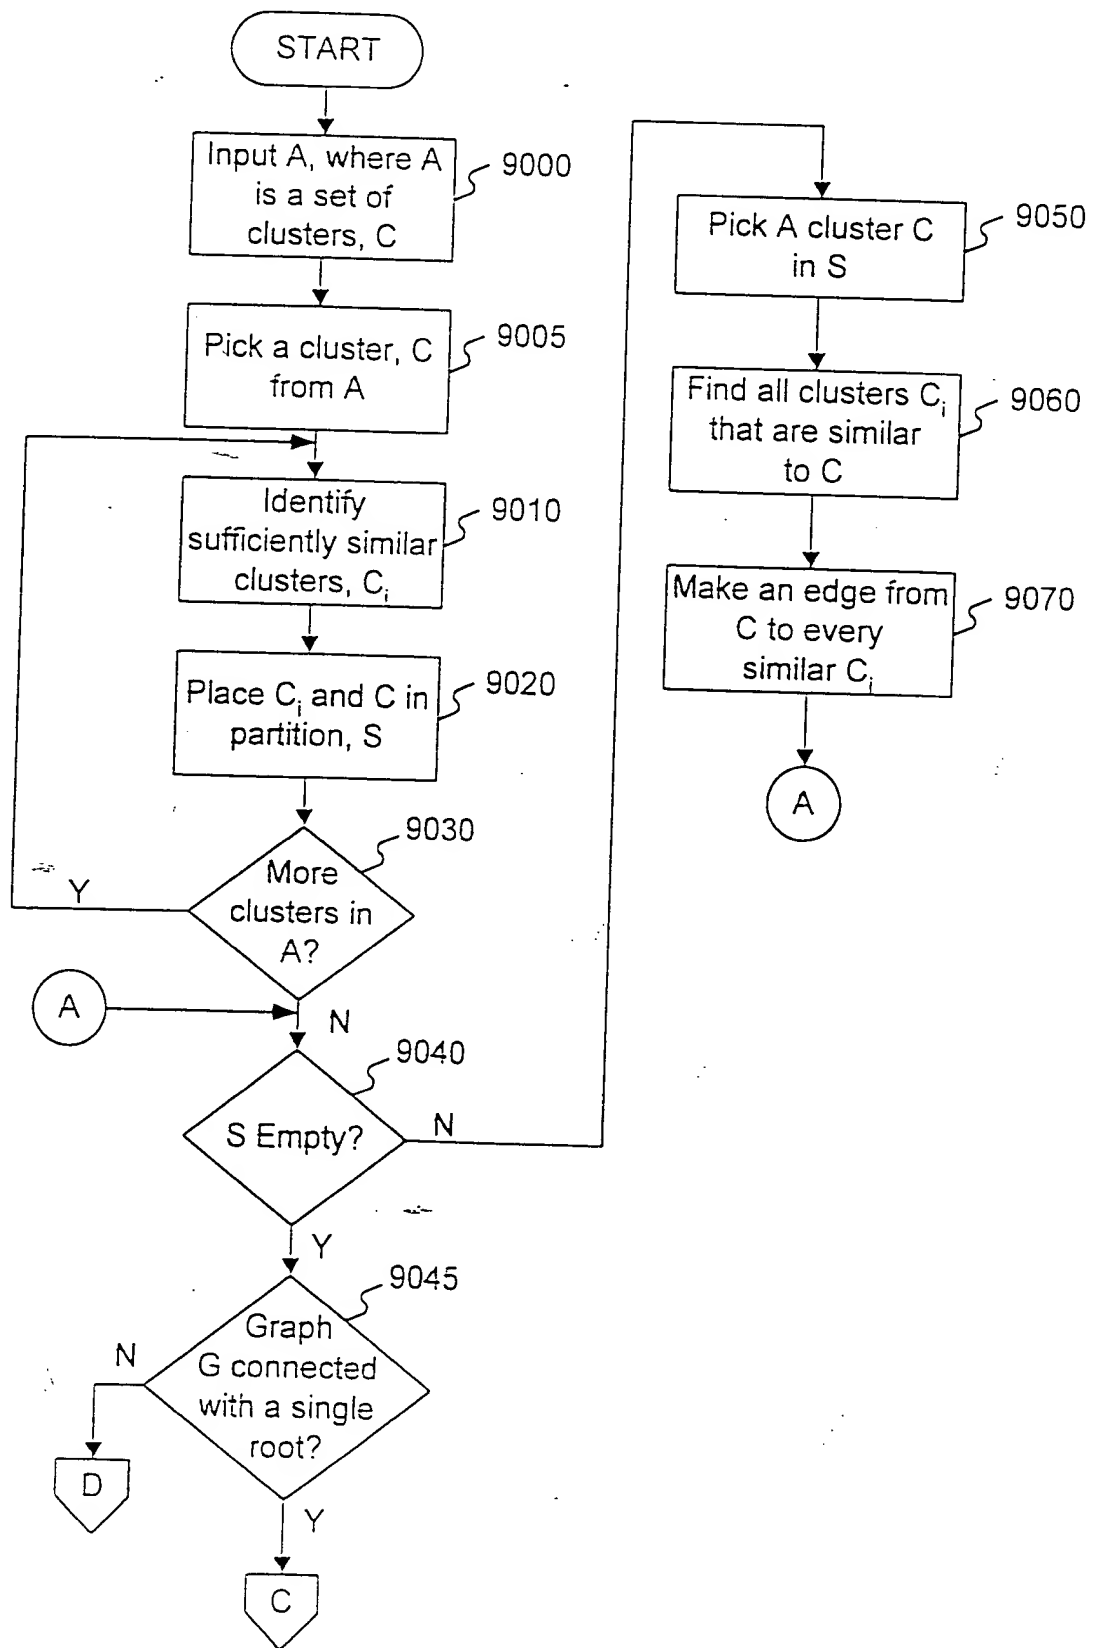 START
Input A, where A
is a set of
clusters, C
9000
Pick a cluster, C
from A
9005
Identify
sufficiently similar
clusters, Cᵢ
9010
Place Cᵢ and C in
partition, S
9020
More
clusters in
A?
9030
Y
A
N
S Empty?
9040
N
Y
Graph
G connected
with a single
root?
9045
N
D
Y
C
Pick A cluster C
in S
9050
Find all clusters Cᵢ
that are similar
to C
9060
Make an edge from
C to every
similar Cᵢ
9070
A